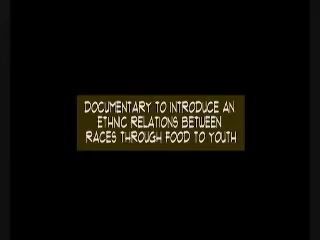 DOCUMENTARY TO INTRODUCE AN
ETHNIC RELATIONS BETWEEN
RACES THROUGH FOOD TO YOUTH